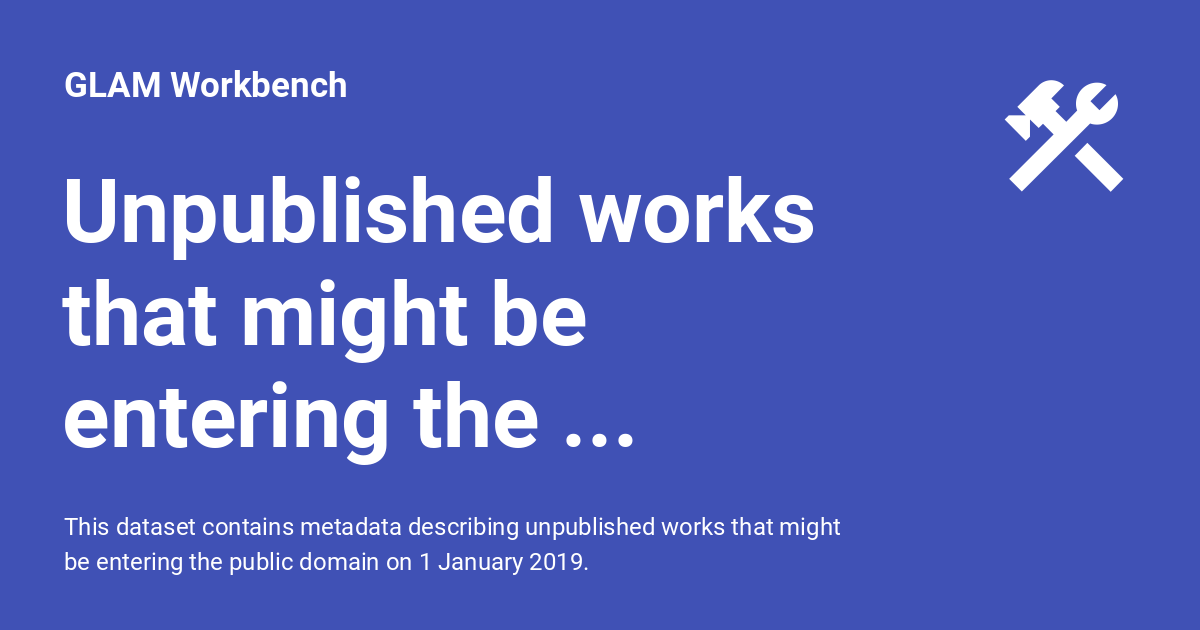 GLAM Workbench
Unpublished works
that might be
entering the ...
This dataset contains metadata describing unpublished works that might
be entering the public domain on 1 January 2019.